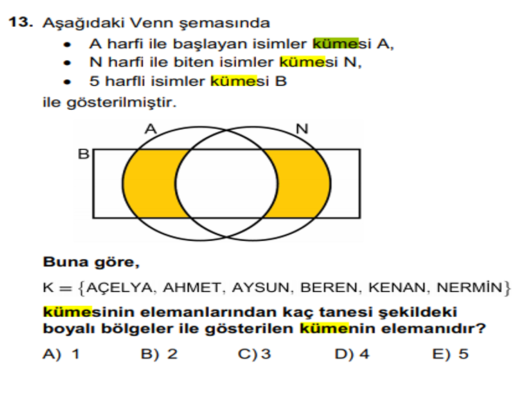 13. Aşağıdaki Venn şemasında
• A harfi ile başlayan isimler kümesi A,
• N harfi ile biten isimler kümesi N,
• 5 harfli isimler kümesi B
ile gösterilmiştir.
A N
B
Buna göre,
K = {AÇELYA, AHMET, AYSUN, BEREN, KENAN, NERMİN}
kümesinin elemanlarından kaç tanesi şekildeki
boyalı bölgeler ile gösterilen kümenin elemanıdır?
A) 1 B) 2 C) 3 D) 4 E) 5